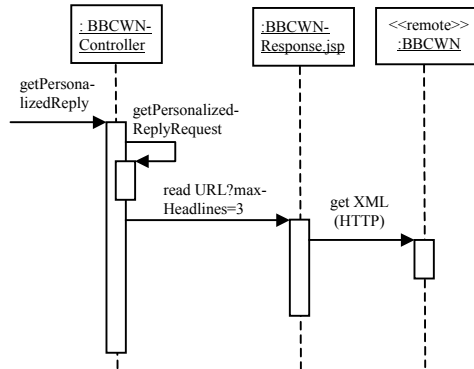 : BBCWN-
Controller
:BBCWN-
Response.jsp
<<remote>>
:BBCWN
getPersona-
lizedReply
getPersonalized-
ReplyRequest
read URL?max-
Headlines=3
get XML
(HTTP)